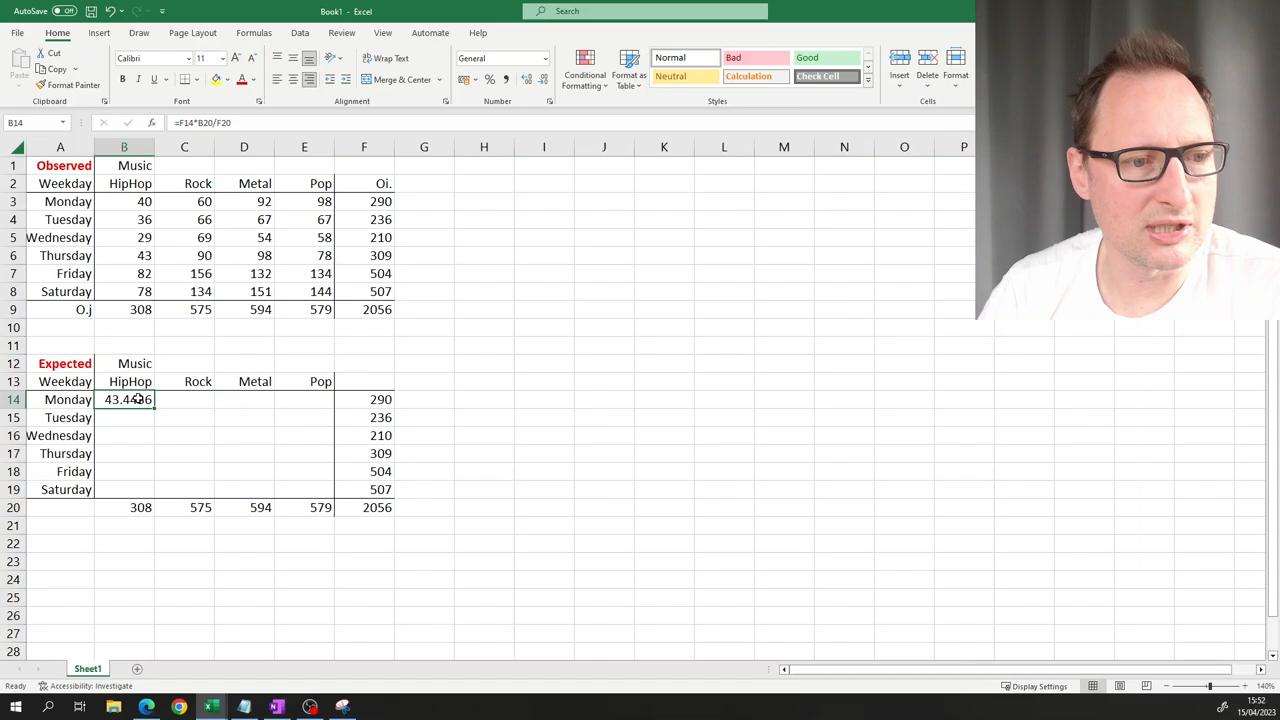 AutoSave Off Book1 - Excel Search
File Home Insert Draw Page Layout Formulas Data Review View Automate Help
Paste Cut Copy Format Painter Clipboard
Calibri 11 B I U A A A Font
Wrap Text Merge & Center Alignment
General % Number
Conditional Formatting Format as Table Normal Bad Good Neutral Calculation Check Cell Styles
Insert Delete Format Cells
B14 fx =F14*B20/F20
A B C D E F G H I J K L M N O P
1 Observed Music
2 Weekday HipHop Rock Metal Pop Oi.
3 Monday 40 60 92 98 290
4 Tuesday 36 66 67 67 236
5 Wednesday 29 69 54 58 210
6 Thursday 43 90 98 78 309
7 Friday 82 156 132 134 504
8 Saturday 78 134 151 144 507
9 O.j 308 575 594 579 2056
10
11
12 Expected Music
13 Weekday HipHop Rock Metal Pop
14 Monday 43.4436 290
15 Tuesday 236
16 Wednesday 210
17 Thursday 309
18 Friday 504
19 Saturday 507
20 308 575 594 579 2056
21
22
23
24
25
26
27
28
Sheet1
Ready Accessibility: Investigate Display Settings 140%
15:52
15/04/2023